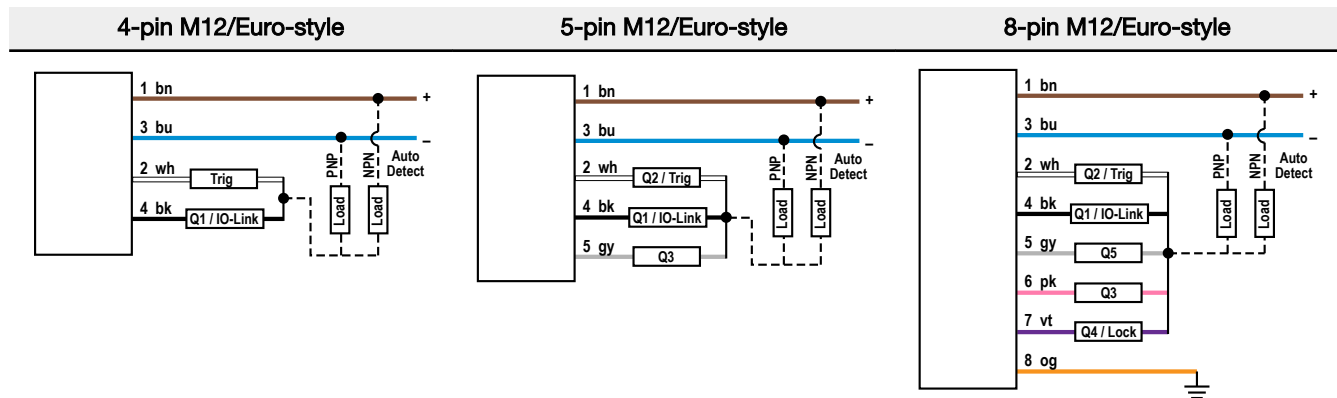 4-pin M12/Euro-style
1 bn
+
3 bu
–
2 wh
Trig
4 bk
Q1 / IO-Link
PNP
NPN
Auto
Detect
Load
Load
5-pin M12/Euro-style
1 bn
+
3 bu
–
2 wh
Q2 / Trig
4 bk
Q1 / IO-Link
5 gy
Q3
PNP
NPN
Auto
Detect
Load
Load
8-pin M12/Euro-style
1 bn
+
3 bu
–
2 wh
Q2 / Trig
4 bk
Q1 / IO-Link
5 gy
Q5
6 pk
Q3
7 vt
Q4 / Lock
8 og
PNP
NPN
Auto
Detect
Load
Load